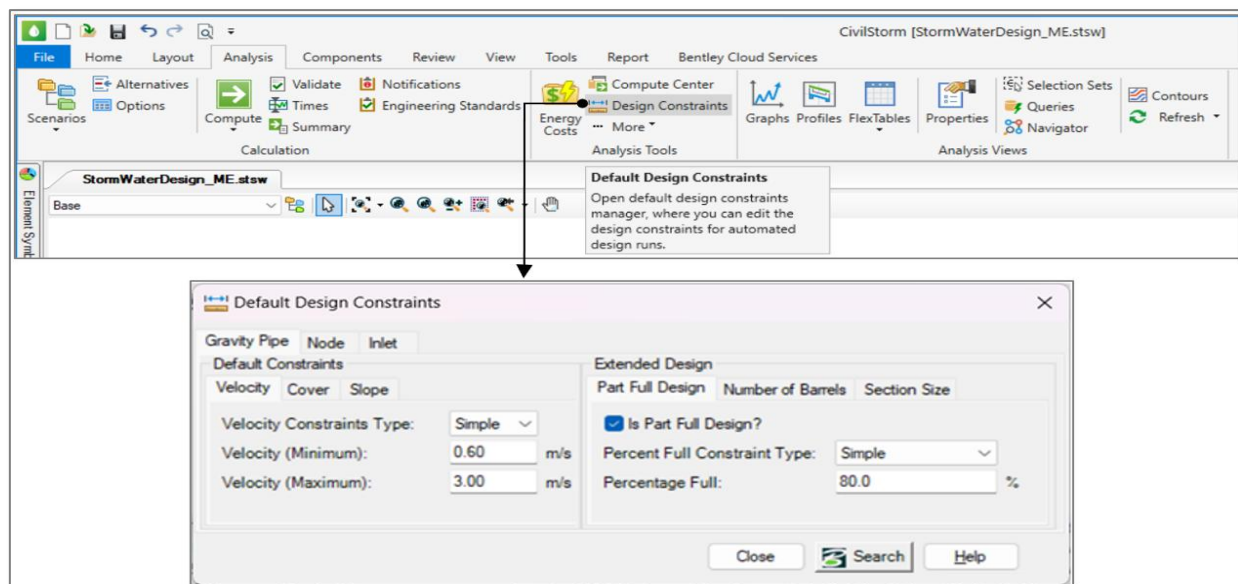 CivilStorm [StormWaterDesign_ME.stsw]
File Home Layout Analysis Components Review View Tools Report Bentley Cloud Services
Scenarios
Alternatives
Options
Compute
Validate
Times
Summary
Notifications
Engineering Standards
Calculation
Energy
Costs
Compute Center
Design Constraints
More
Analysis Tools
Graphs
Profiles
FlexTables
Properties
Selection Sets
Queries
Navigator
Analysis Views
Contours
Refresh
Element Symb
StormWaterDesign_ME.stsw
Base
Default Design Constraints
Open default design constraints
manager, where you can edit the
design constraints for automated
design runs.
Default Design Constraints
Gravity Pipe Node Inlet
Default Constraints
Velocity Cover Slope
Velocity Constraints Type: Simple
Velocity (Minimum): 0.60 m/s
Velocity (Maximum): 3.00 m/s
Extended Design
Part Full Design Number of Barrels Section Size
Is Part Full Design?
Percent Full Constraint Type: Simple
Percentage Full: 80.0 %
Close Search Help